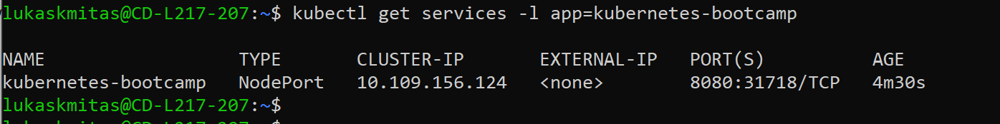 lukaskmitas@CD-L217-207:~$ kubectl get services -l app=kubernetes-bootcamp
NAME TYPE CLUSTER-IP EXTERNAL-IP PORT(S) AGE
kubernetes-bootcamp NodePort 10.109.156.124 <none> 8080:31718/TCP 4m30s
lukaskmitas@CD-L217-207:~$